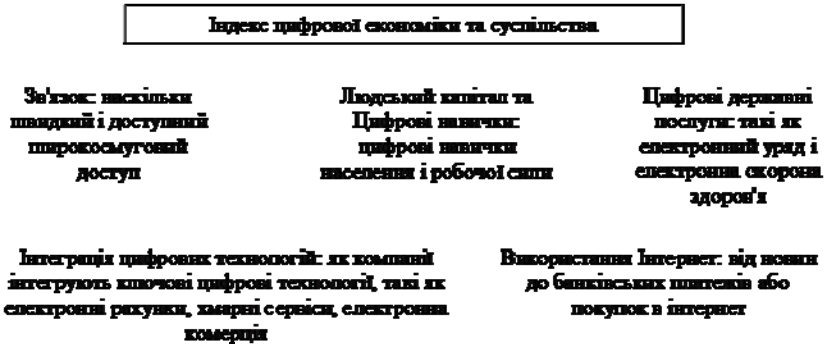 Індекс цифрової економіки та суспільства
Зв'язок: наскільки
швидкий і доступний
широкосмуговий
доступ
Людський капітал та
Цифрові навички:
цифрові навички
населення і робочої сили
Цифрові державні
послуги: такі як
електронний уряд і
електронна охорона
здоров'я
Інтеграція цифрових технологій: як компанії
інтегрують ключові цифрові технології, такі як
електронні рахунки, хмарні сервіси, електронна
комерція
Використання Інтернет: від новин
до банківських платежів або
покупок в інтернет